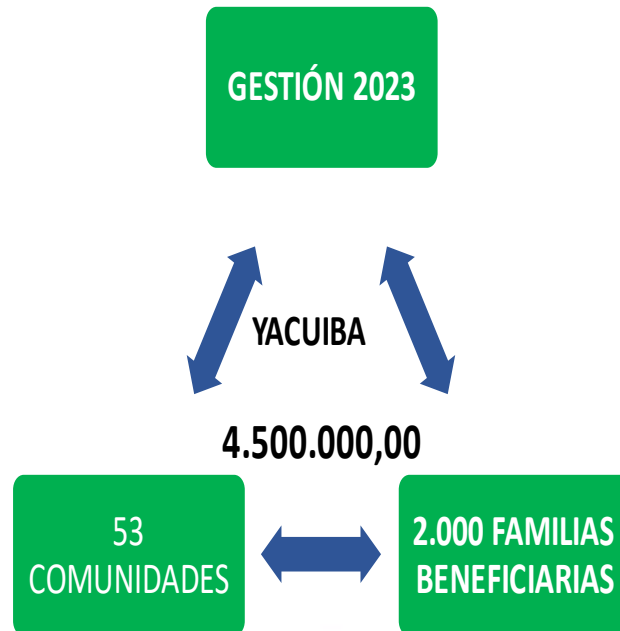 GESTIÓN 2023
YACUIBA
4.500.000,00
53
COMUNIDADES
2.000 FAMILIAS
BENEFICIARIAS